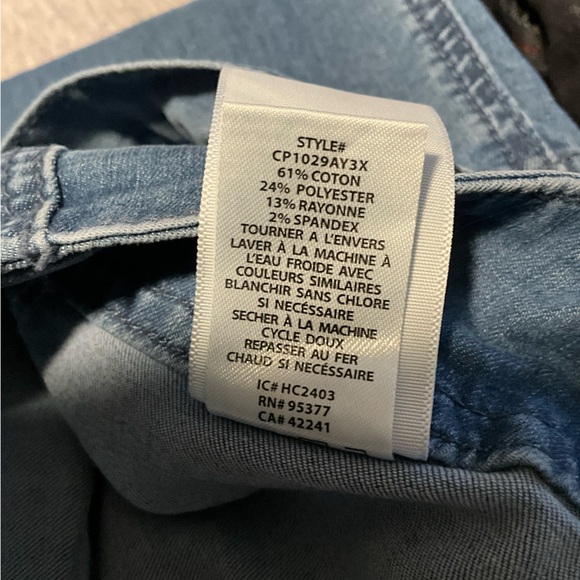 STYLE#
CP1029AY3X
61% COTON
24% POLYESTER
13% RAYONNE
2% SPANDEX
TOURNER A L'ENVERS
LAVER À LA MACHINE À
L'EAU FROIDE AVEC
COULEURS SIMILAIRES
BLANCHIR SANS CHLORE
SI NECÉSSAIRE
SECHER À LA MACHINE
CYCLE DOUX
REPASSER AU FER
CHAUD SI NECÉSSAIRE
IC# HC2403
RN# 95377
CA# 42241